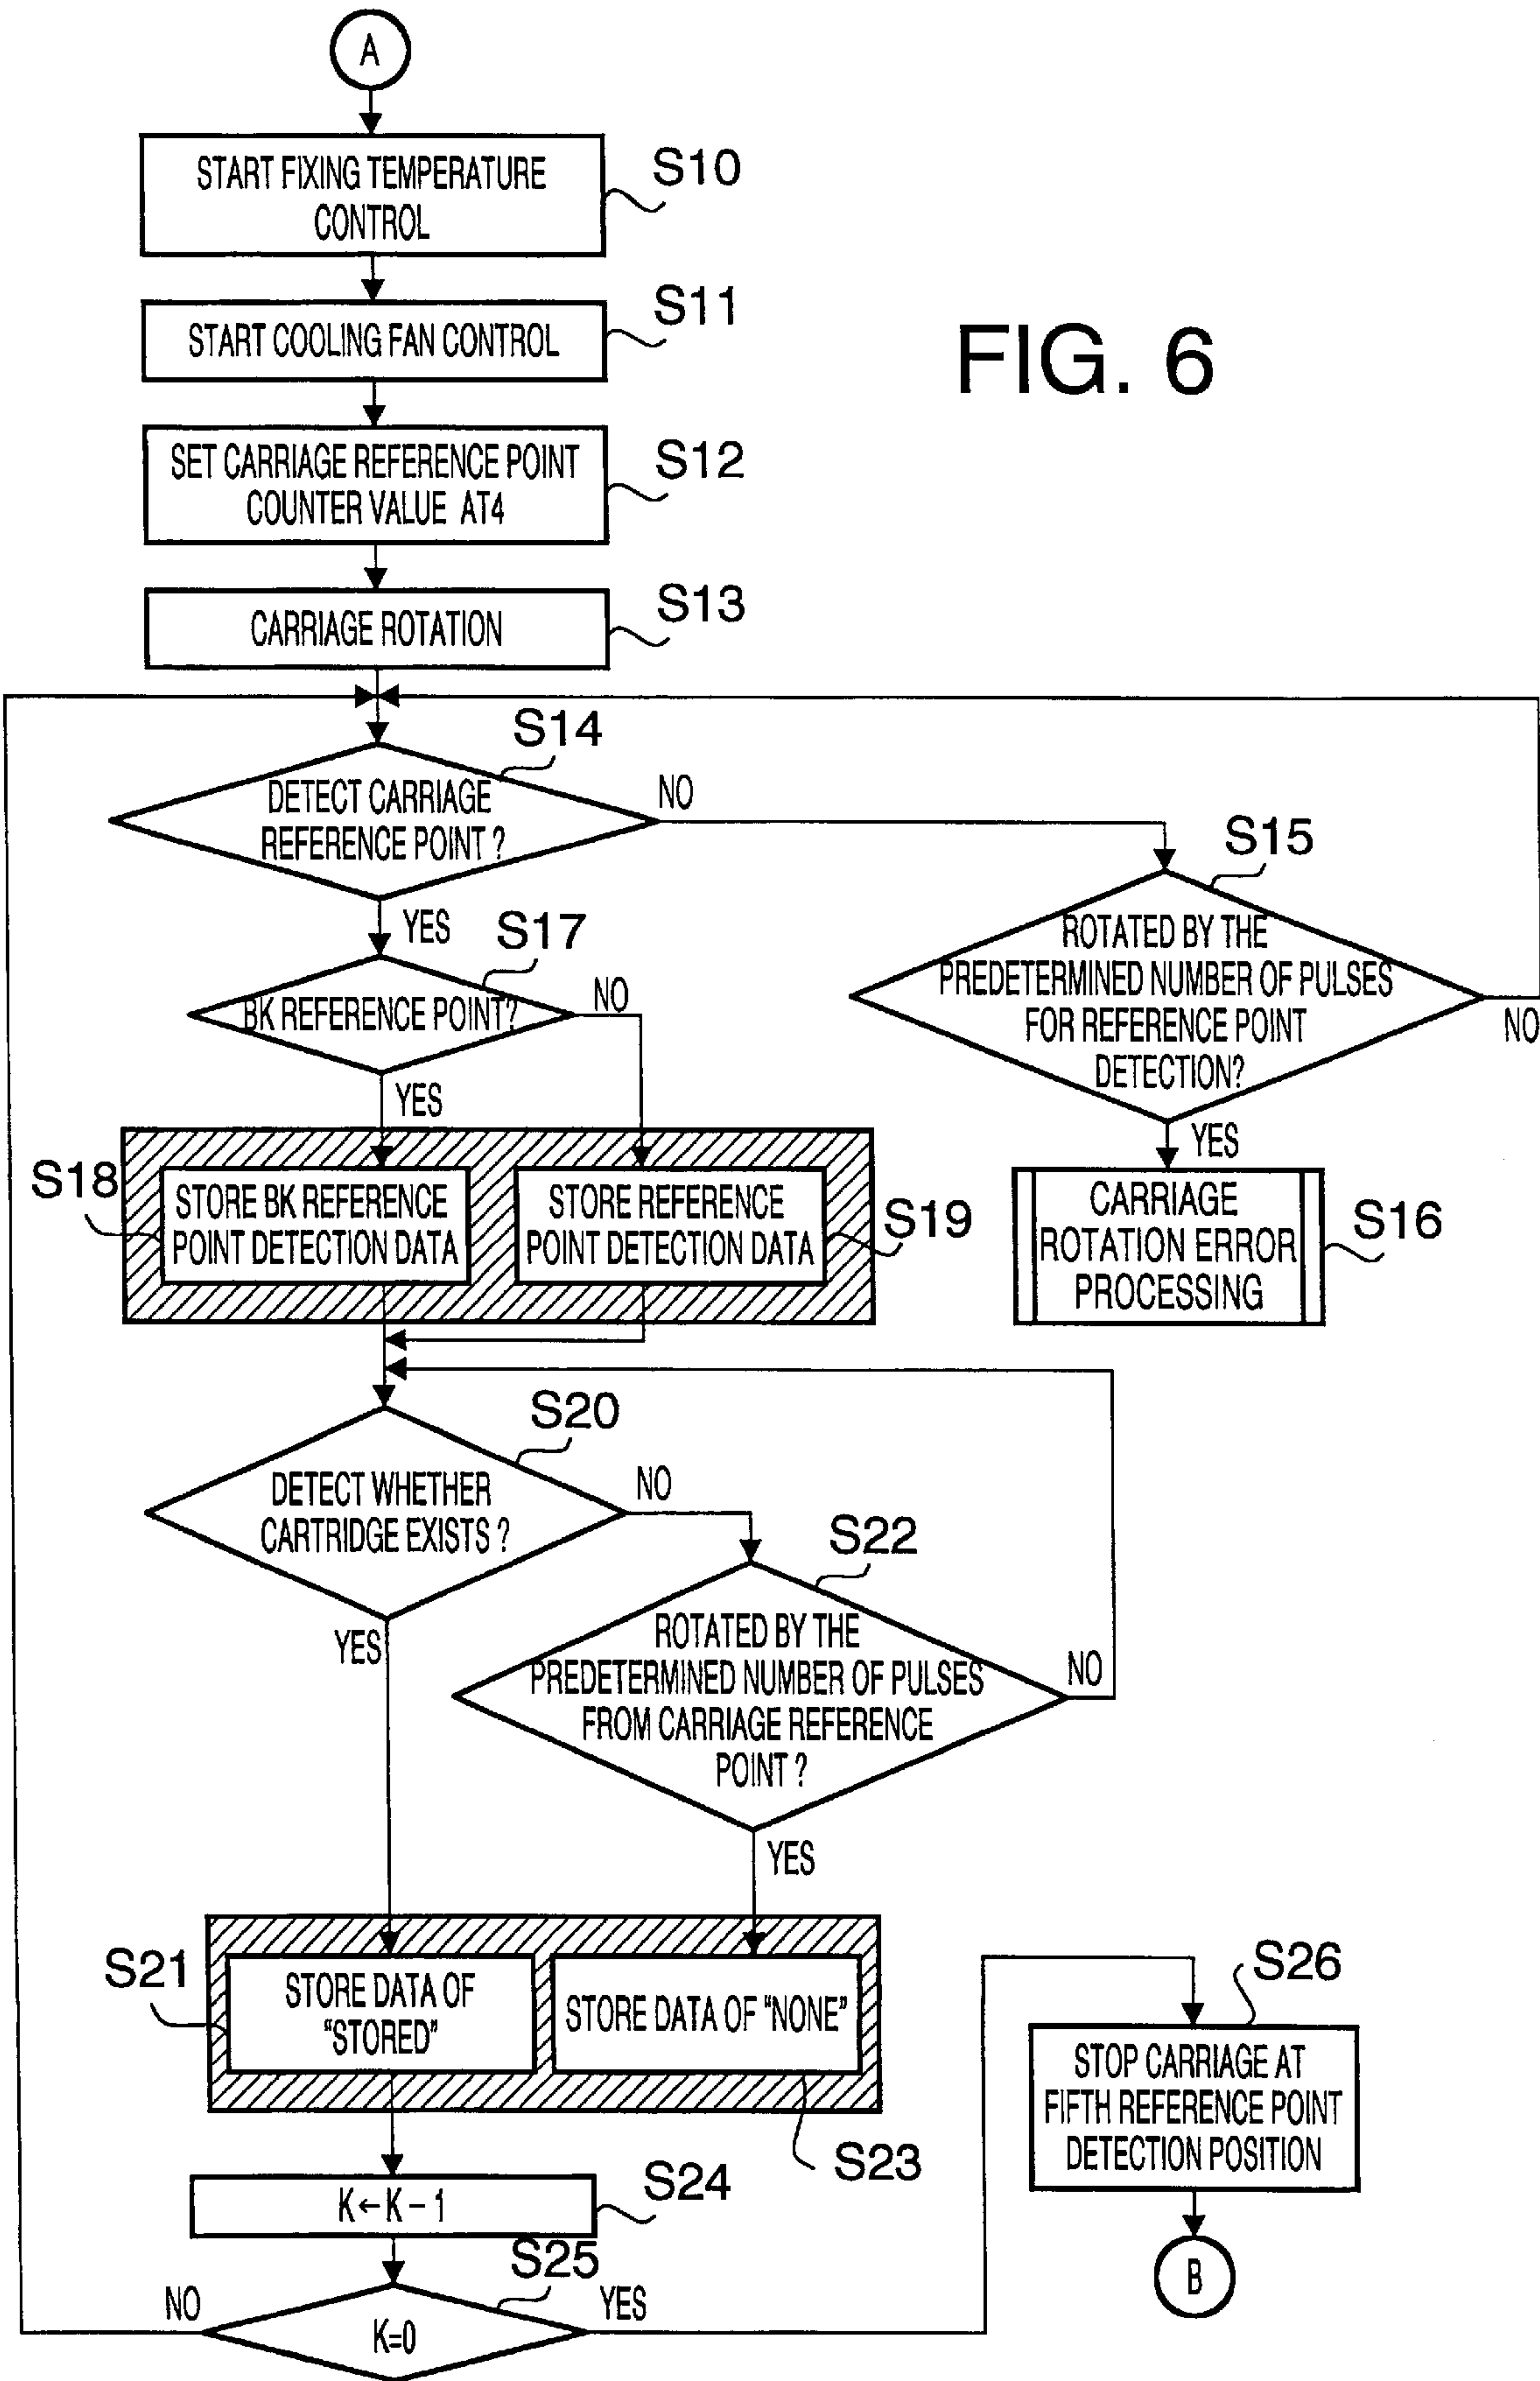 A
START FIXING TEMPERATURE
CONTROL
S10
START COOLING FAN CONTROL
S11
FIG. 6
SET CARRIAGE REFERENCE POINT
COUNTER VALUE AT4
S12
CARRIAGE ROTATION
S13
S14
DETECT CARRIAGE
REFERENCE POINT ?
NO
YES
S15
ROTATED BY THE
PREDETERMINED NUMBER OF PULSES
FOR REFERENCE POINT
DETECTION?
NO
YES
S17
BK REFERENCE POINT?
NO
YES
S18
STORE BK REFERENCE
POINT DETECTION DATA
STORE REFERENCE
POINT DETECTION DATA
S19
CARRIAGE
ROTATION ERROR
PROCESSING
S16
S20
DETECT WHETHER
CARTRIDGE EXISTS ?
NO
YES
S22
ROTATED BY THE
PREDETERMINED NUMBER OF PULSES
FROM CARRIAGE REFERENCE
POINT ?
NO
YES
S21
STORE DATA OF
"STORED"
STORE DATA OF "NONE"
S23
S26
STOP CARRIAGE AT
FIFTH REFERENCE POINT
DETECTION POSITION
K←K – 1
S24
S25
NO
K=0
YES
B